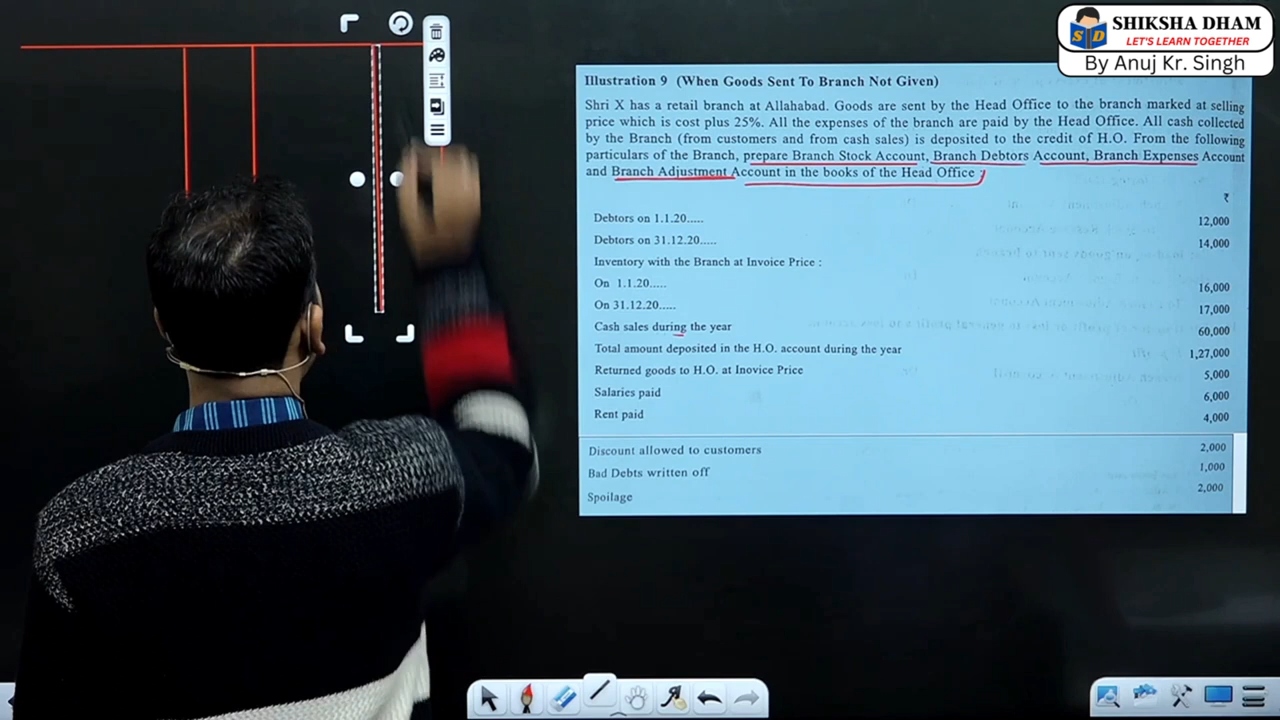 SHIKSHA DHAM
S D
LET'S LEARN TOGETHER
By Anuj Kr. Singh
Illustration 9 (When Goods Sent To Branch Not Given)
Shri X has a retail branch at Allahabad. Goods are sent by the Head Office to the branch marked at selling
price which is cost plus 25%. All the expenses of the branch are paid by the Head Office. All cash collected
by the Branch (from customers and from cash sales) is deposited to the credit of H.O. From the following
particulars of the Branch, prepare Branch Stock Account, Branch Debtors Account, Branch Expenses Account
and Branch Adjustment Account in the books of the Head Office :
₹
Debtors on 1.1.20..... 12,000
Debtors on 31.12.20..... 14,000
Inventory with the Branch at Invoice Price :
On 1.1.20..... 16,000
On 31.12.20..... 17,000
Cash sales during the year 60,000
Total amount deposited in the H.O. account during the year 1,27,000
Returned goods to H.O. at Inovice Price 5,000
Salaries paid 6,000
Rent paid 4,000
Discount allowed to customers 2,000
Bad Debts written off 1,000
Spoilage 2,000